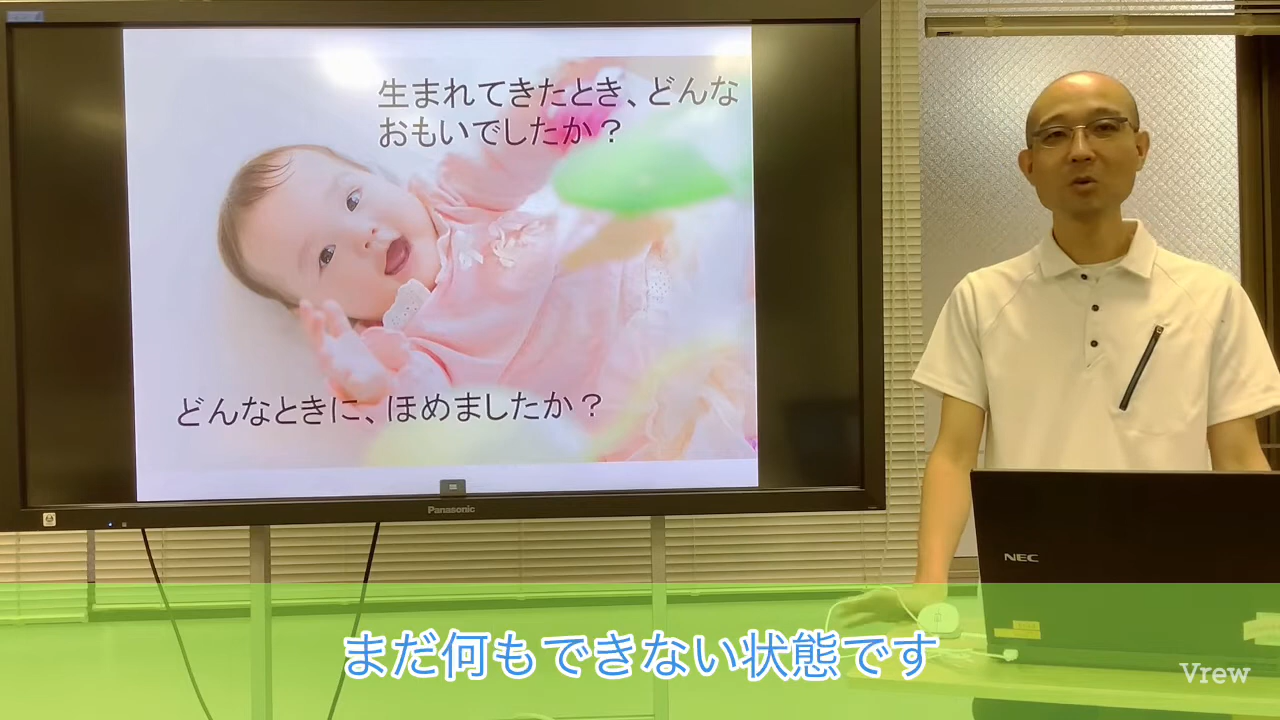 生まれてきたとき、どんな
おもいでしたか？
どんなときに、ほめましたか？
Panasonic
NEC
まだ何もできない状態です
Vrew